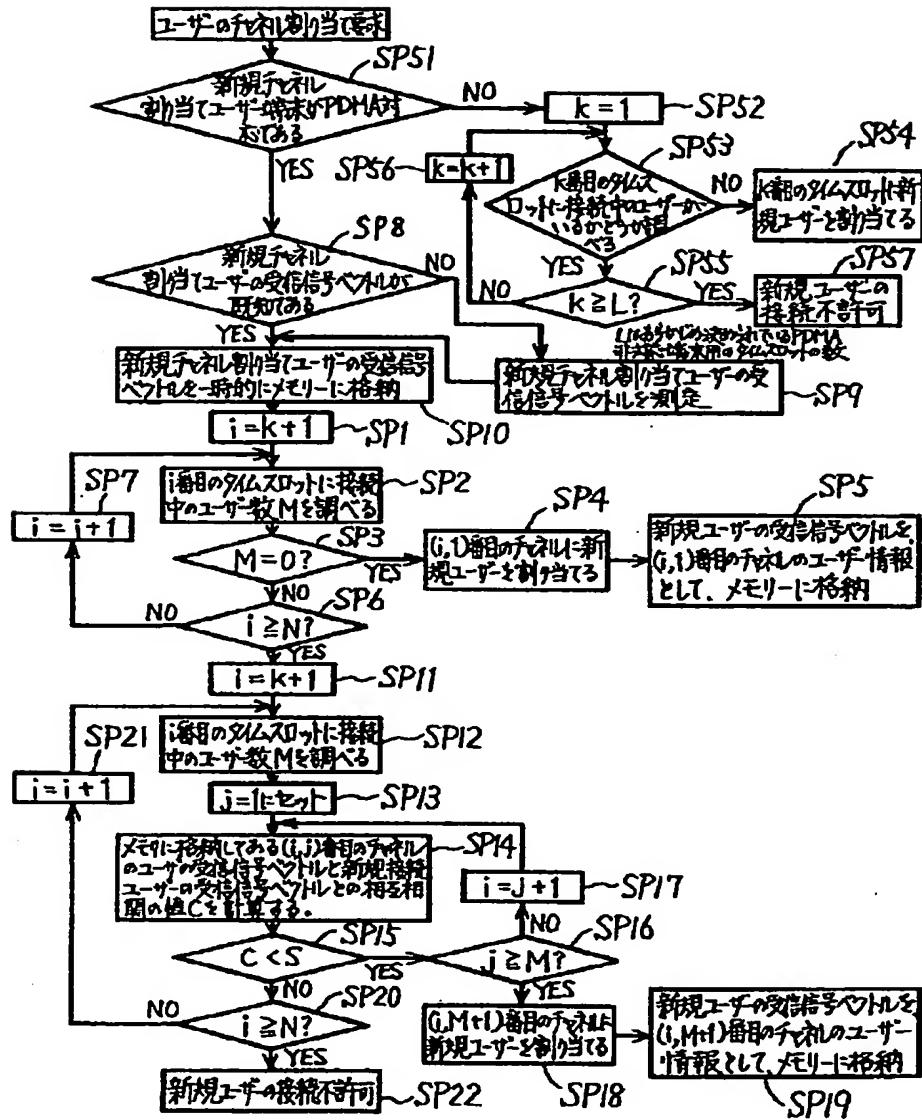 ユーザーのチャネル割り当て要求
SP51
新規チャネル
割り当てユーザー端末がPDMA対
応である
NO
k=1
SP52
YES
SP56
k=k+1
SP53
k番目のタイムス
ロットに接続中のユーザーが
いるかどうか調
べる
NO
SP54
k番目のタイムスロットに新
規ユーザーを割り当てる
YES
SP55
k≧L?
NO
YES
SP57
新規ユーザーの
接続不許可
Lはあらかじめ決められているPDMA
非対応端末用のタイムスロットの数
SP8
新規チャネル
割り当てユーザーの受信信号ベクトルが
既知である
NO
YES
新規チャネル割り当てユーザーの受
信信号ベクトルを測定
SP9
新規チャネル割り当てユーザーの受信信号
ベクトルを一時的にメモリーに格納
SP10
i=k+1
SP1
SP7
i=i+1
i番目のタイムスロットに接続
中のユーザー数Mを調べる
SP2
SP3
M=0?
YES
NO
SP4
(i,1)番目のチャネルに新
規ユーザーを割り当てる
SP5
新規ユーザーの受信信号ベクトルを、
(i,1)番目のチャネルのユーザー情報
として、メモリーに格納
SP6
i≧N?
NO
YES
i=k+1
SP11
SP21
i=i+1
i番目のタイムスロットに接続
中のユーザー数Mを調べる
SP12
j=1にセット
SP13
メモリに格納してある(i,j)番目のチャネル
のユーザの受信信号ベクトルと新規接続
ユーザーの受信信号ベクトルとの相互相
関の値Cを計算する.
SP14
i=J+1
SP17
NO
SP15
C<S
YES
NO
SP16
j≧M?
YES
SP20
i≧N?
NO
YES
(i,M+1)番目のチャネルに
新規ユーザーを割り当てる
SP18
新規ユーザーの受信信号ベクトルを、
(i,M+1)番目のチャネルのユーザー
情報として、メモリーに格納
SP19
新規ユーザーの接続不許可
SP22